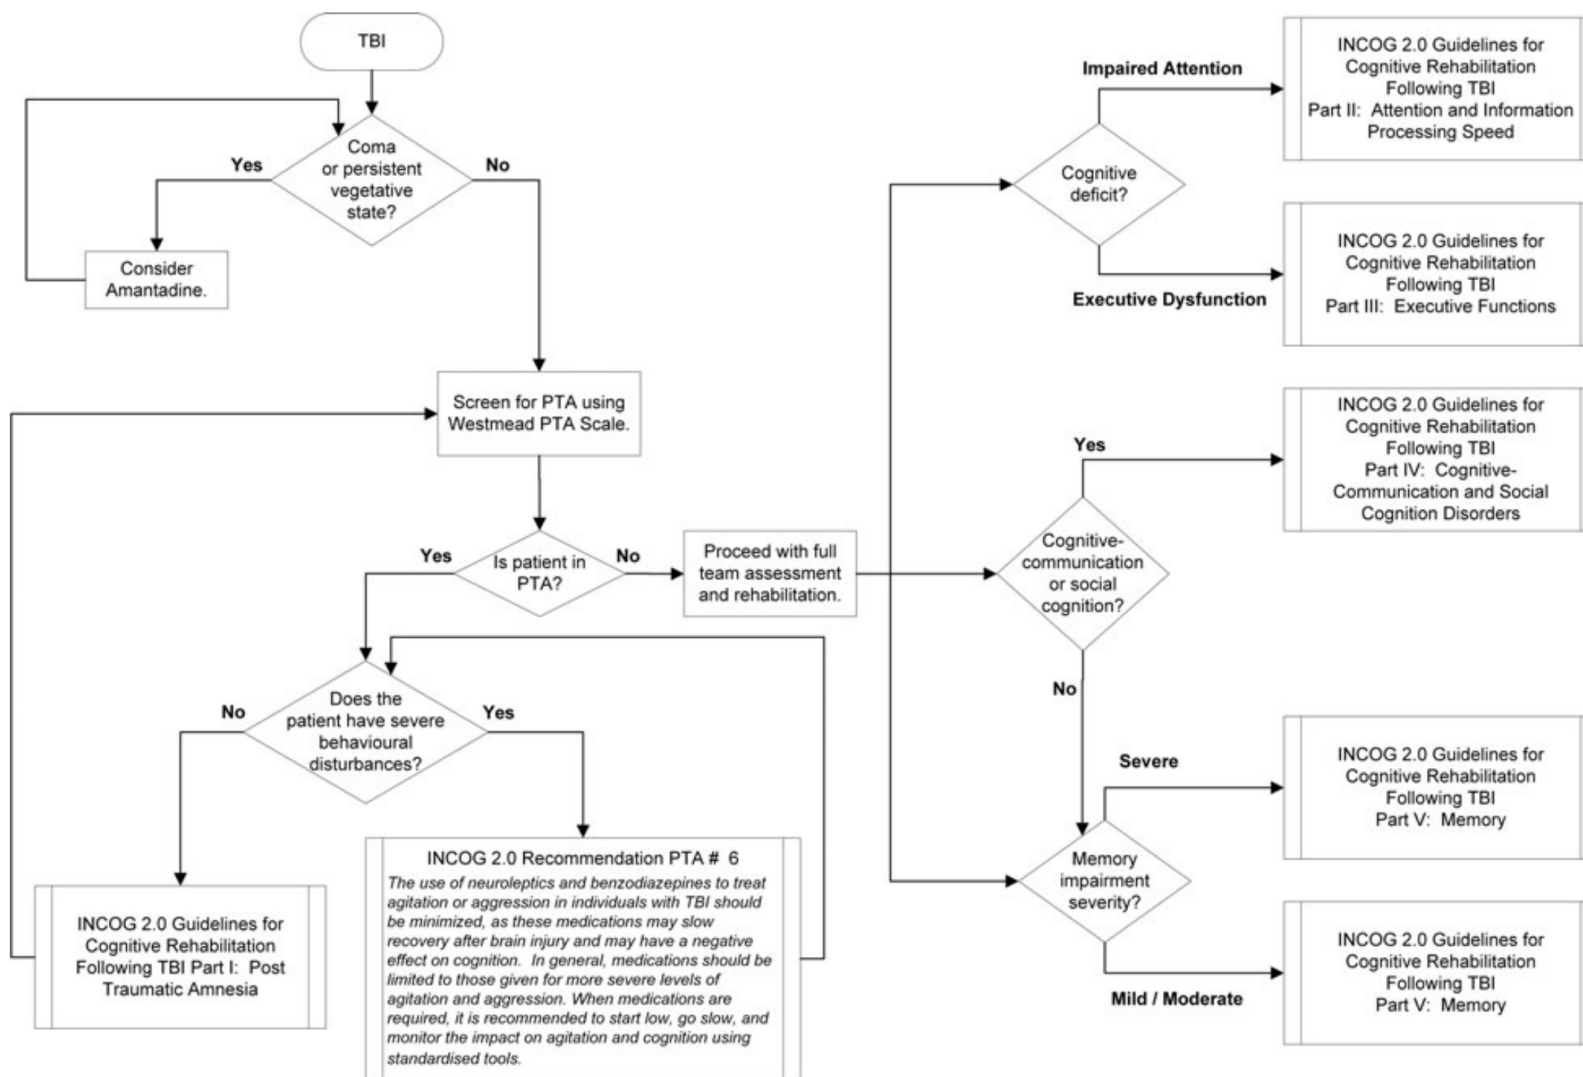 TBI
Coma
or persistent
vegetative
state?
Yes
No
Consider
Amantadine.
Screen for PTA using
Westmead PTA Scale.
Is patient in
PTA?
Yes
No
Proceed with full
team assessment
and rehabilitation.
Does the
patient have severe
behavioural
disturbances?
No
Yes
INCOG 2.0 Guidelines for
Cognitive Rehabilitation
Following TBI Part I: Post
Traumatic Amnesia
INCOG 2.0 Recommendation PTA # 6
The use of neuroleptics and benzodiazepines to treat
agitation or aggression in individuals with TBI should
be minimized, as these medications may slow
recovery after brain injury and may have a negative
effect on cognition. In general, medications should be
limited to those given for more severe levels of
agitation and aggression. When medications are
required, it is recommended to start low, go slow, and
monitor the impact on agitation and cognition using
standardised tools.
Cognitive
deficit?
Impaired Attention
INCOG 2.0 Guidelines for
Cognitive Rehabilitation
Following TBI
Part II: Attention and Information
Processing Speed
Executive Dysfunction
INCOG 2.0 Guidelines for
Cognitive Rehabilitation
Following TBI
Part III: Executive Functions
Cognitive-
communication
or social
cognition?
Yes
INCOG 2.0 Guidelines for
Cognitive Rehabilitation
Following TBI
Part IV: Cognitive-
Communication and Social
Cognition Disorders
No
Memory
impairment
severity?
Severe
INCOG 2.0 Guidelines for
Cognitive Rehabilitation
Following TBI
Part V: Memory
Mild / Moderate
INCOG 2.0 Guidelines for
Cognitive Rehabilitation
Following TBI
Part V: Memory